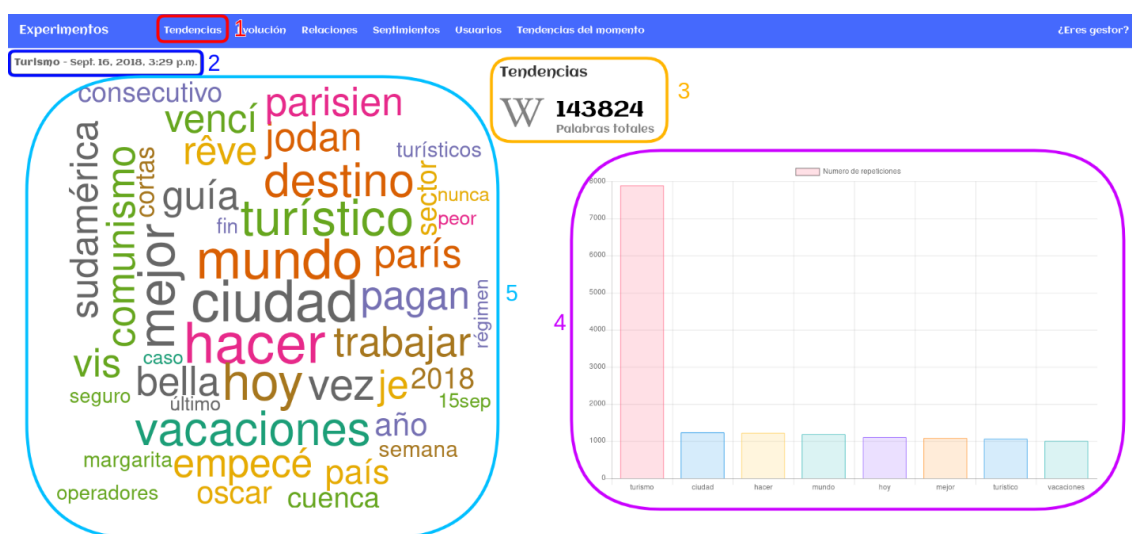 Experimentos Tendencias 1 volución Relaciones Sentimientos Usuarios Tendencias del momento ¿Eres gestor?
Turismo - Sept. 16, 2018, 3:29 p.m. 2
Tendencias
W 143824
Palabras totales
3
consecutivo
parisien
vencí
jodan
rêve
turísticos
sudamérica
comunismo
cortas
guía
destino
sector
nunca
fin
turístico
peor
mejor
mundo
parís
ciudad
pagan
régimen
5
hacer
trabajar
vis
caso
bella
hoy
vez
je
2018
seguro
último
15sep
vacaciones
año
semana
margarita
empecé
país
operadores
oscar
cuenca
4
Numero de repeticiones
8000
7000
6000
5000
4000
3000
2000
1000
0
turismo ciudad hacer mundo hoy mejor turístico vacaciones